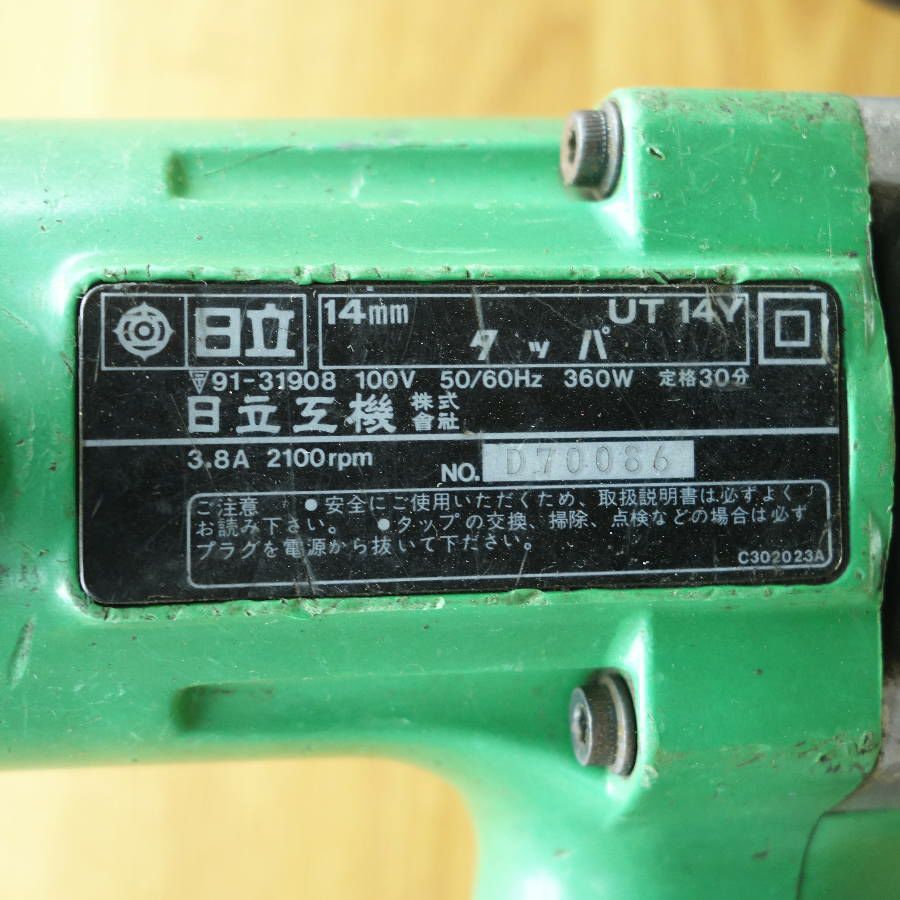 日立 14mm UT 14Y
タッパ
91-31908 100V 50/60Hz 360W 定格30分
日立工機 株式會社
3.8A 2100rpm
NO. D70086
ご注意 ●安全にご使用いただくため、取扱説明書は必ずよく
お読み下さい。 ●タップの交換、掃除、点検などの場合は必ず
プラグを電源から抜いて下さい。
C302023A